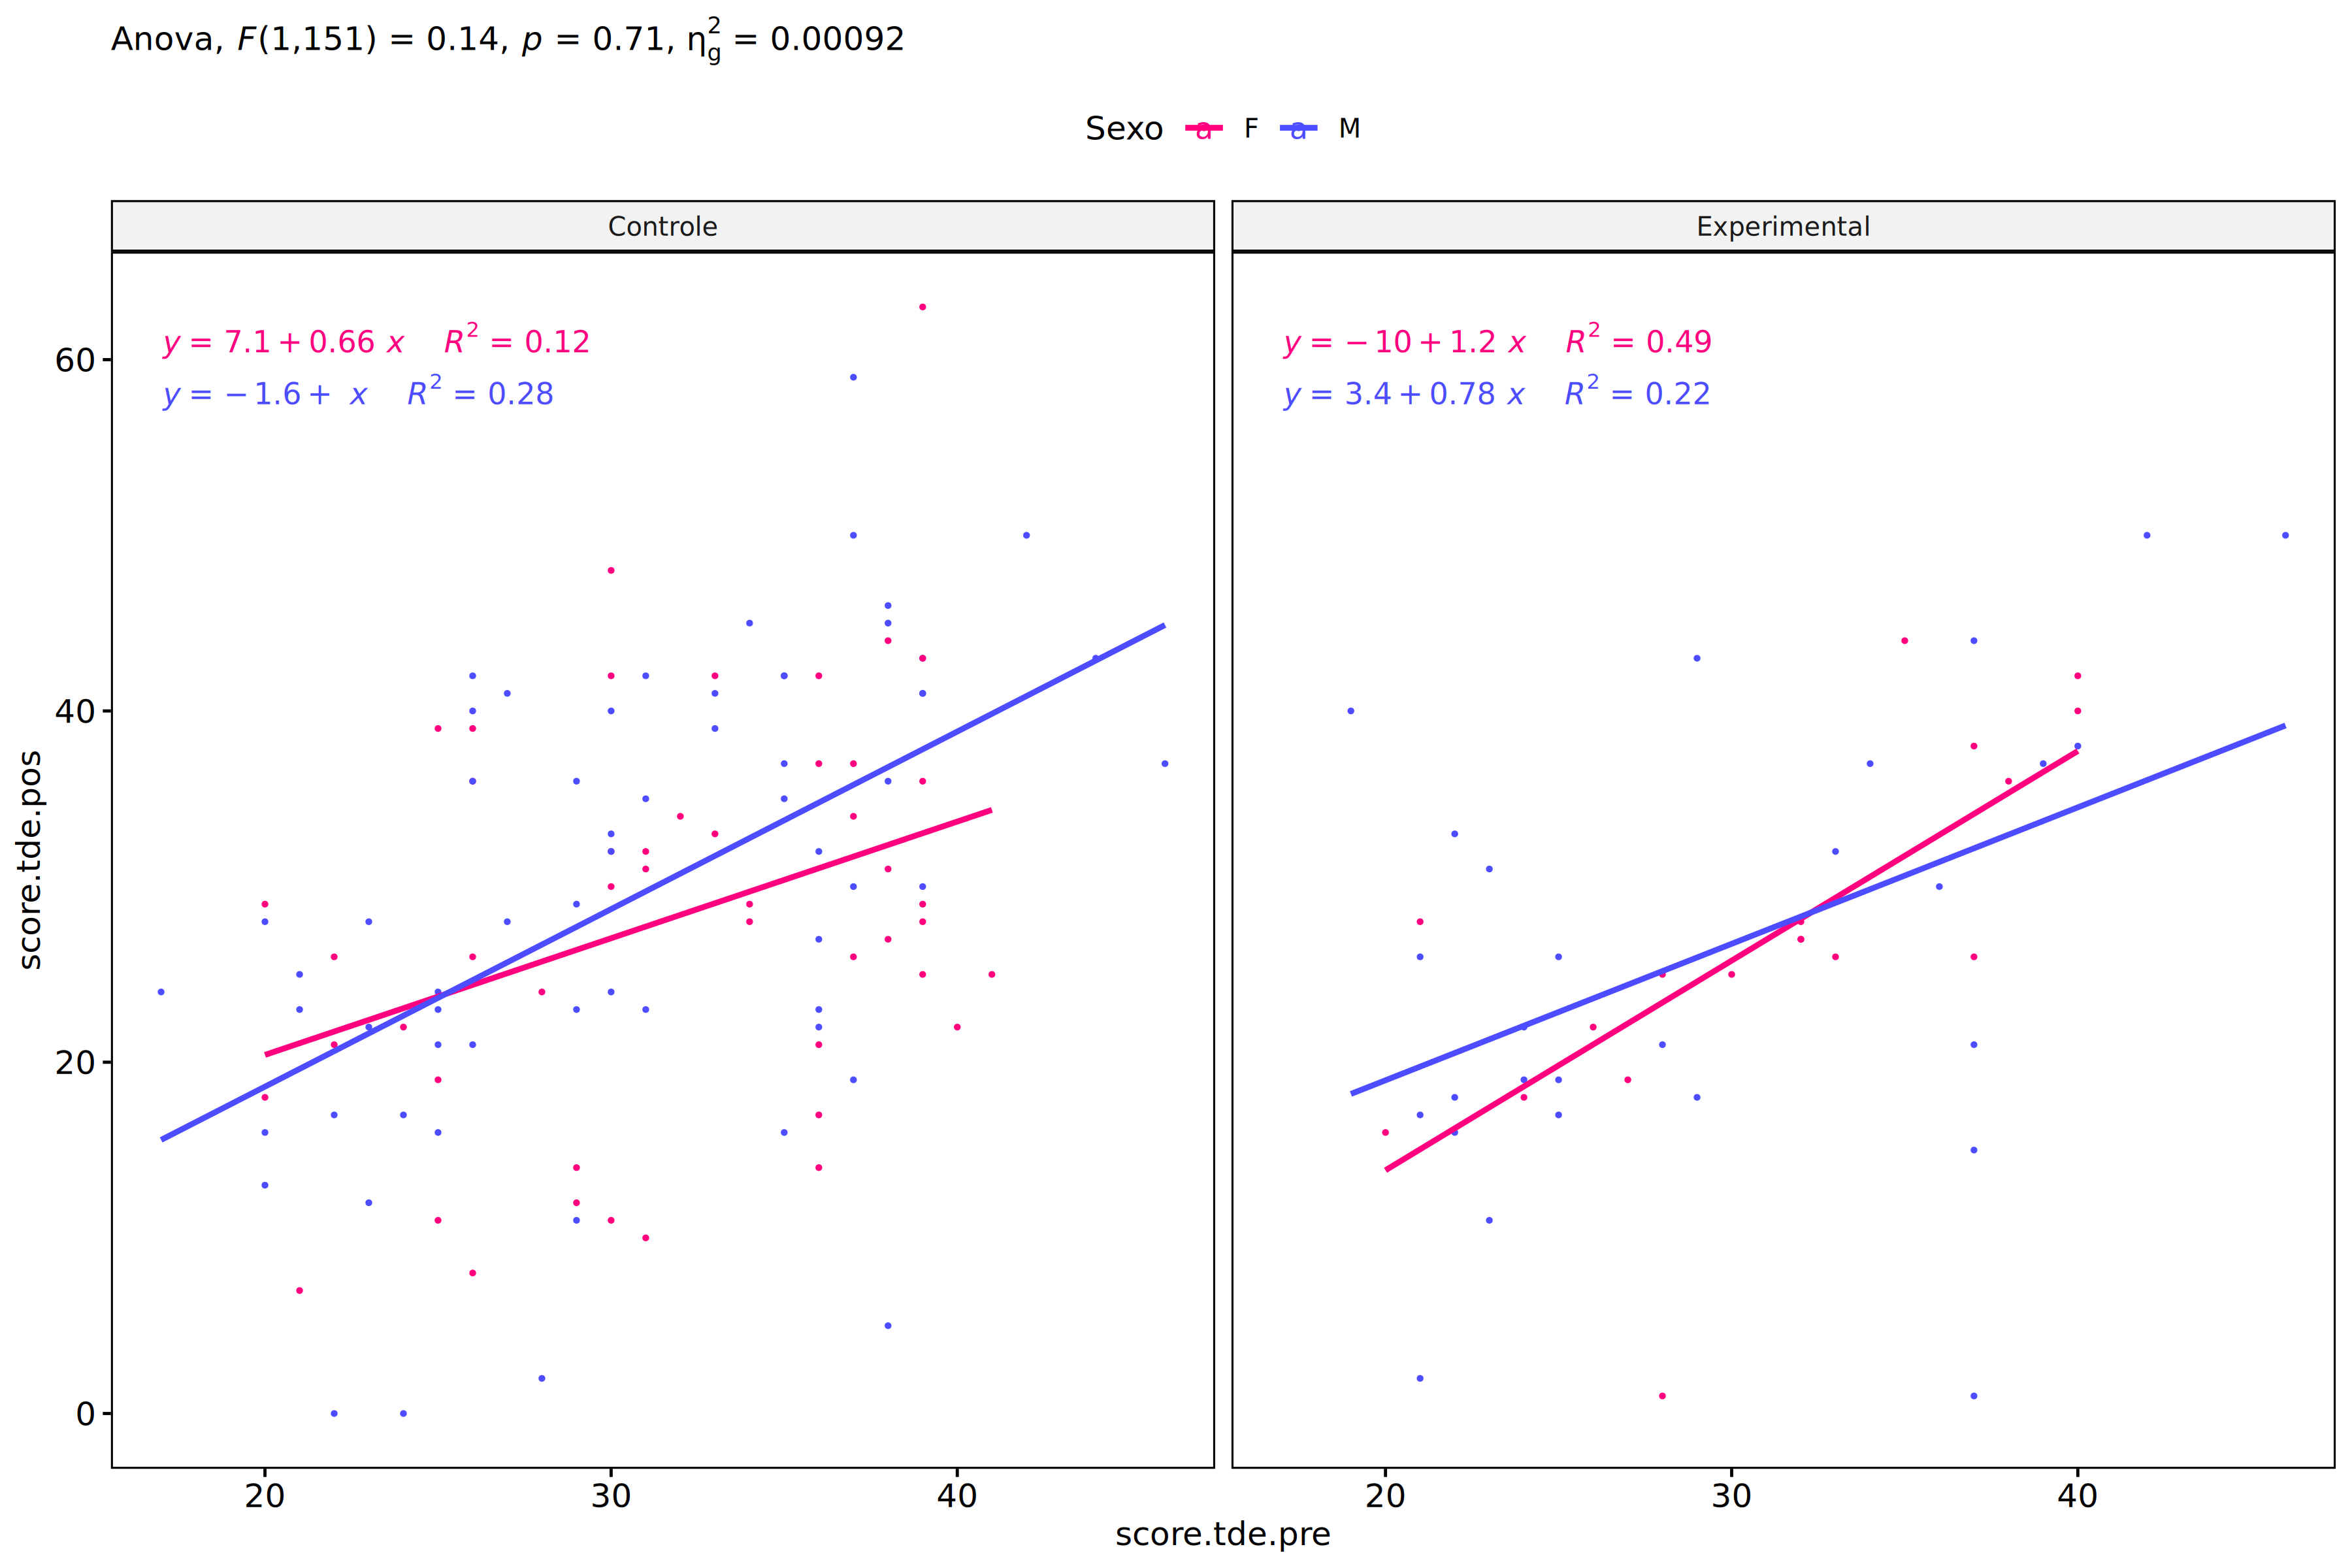 Anova, F(1,151) = 0.14, p = 0.71, η²g = 0.00092
Sexo a F a M
Controle
Experimental
y = 7.1 + 0.66 x R² = 0.12
y = − 1.6 + x R² = 0.28
y = − 10 + 1.2 x R² = 0.49
y = 3.4 + 0.78 x R² = 0.22
score.tde.pos
60
40
20
0
20 30 40
20 30 40
score.tde.pre